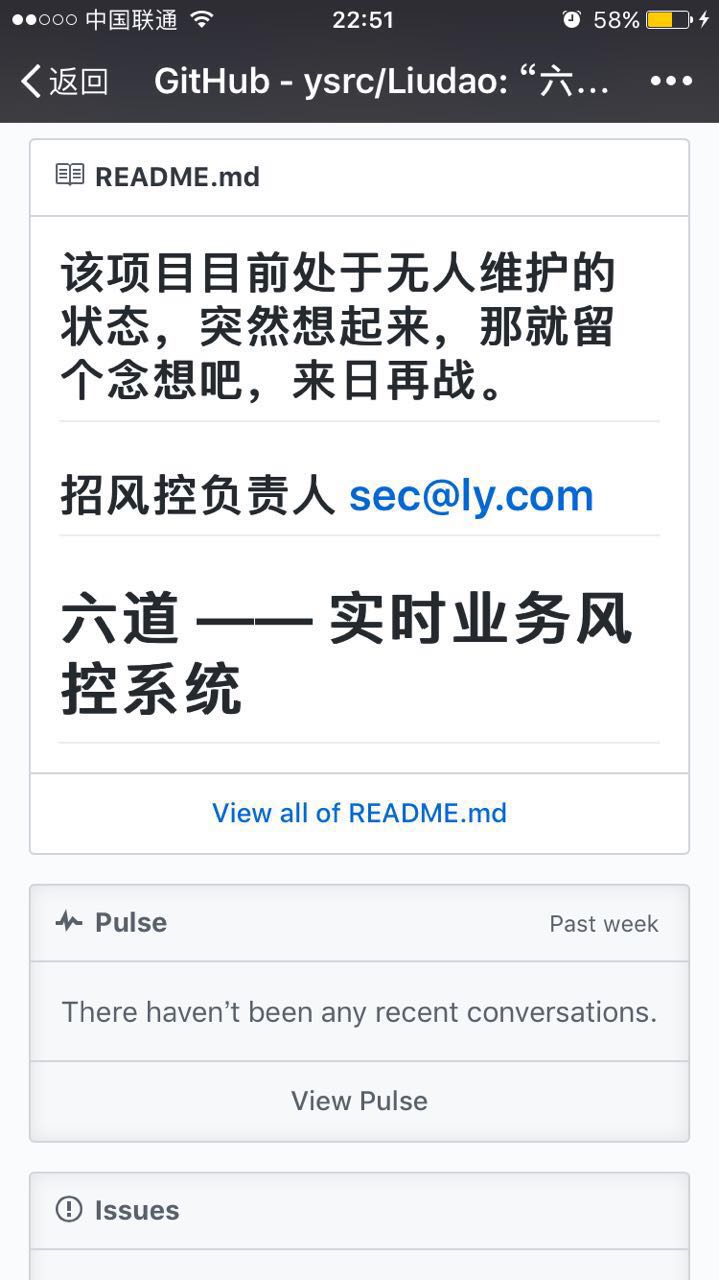 中国联通 22:51 58%
返回 GitHub - ysrc/Liudao: “六...
README.md
该项目目前处于无人维护的
状态，突然想起来，那就留
个念想吧，来日再战。
招风控负责人 sec@ly.com
六道 —— 实时业务风
控系统
View all of README.md
Pulse Past week
There haven’t been any recent conversations.
View Pulse
Issues